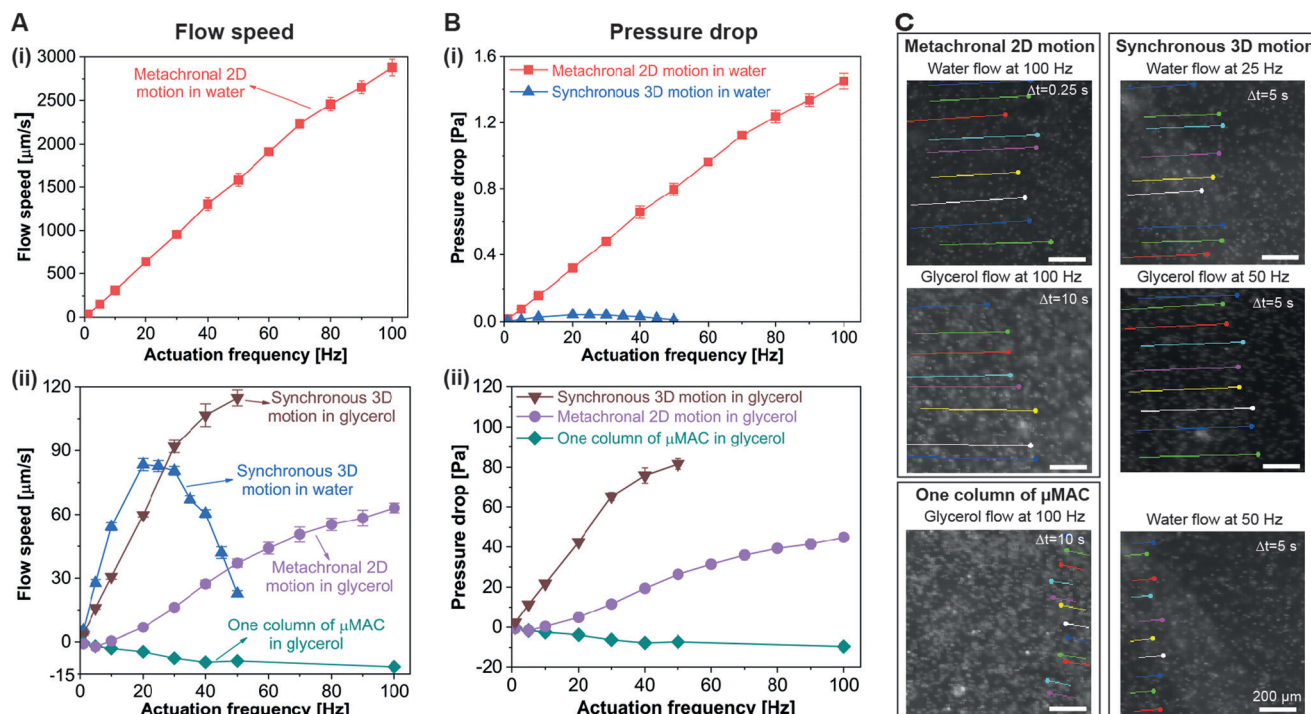 A
Flow speed
(i)
3000
2500
2000
1500
1000
500
0
Flow speed [µm/s]
Metachronal 2D
motion in water
0
20
40
60
80
100
Actuation frequency [Hz]
(ii)
120
90
60
30
0
-15
Flow speed [µm/s]
Synchronous 3D
motion in glycerol
Synchronous 3D
motion in water
Metachronal 2D
motion in glycerol
One column of µMAC
in glycerol
0
20
40
60
80
100
Actuation frequency [Hz]
B
Pressure drop
(i)
1.6
1.2
0.8
0.4
0.0
Pressure drop [Pa]
Metachronal 2D motion in water
Synchronous 3D motion in water
0
20
40
60
80
100
Actuation frequency [Hz]
(ii)
120
100
80
60
40
20
0
-20
Pressure drop [Pa]
Synchronous 3D motion in glycerol
Metachronal 2D motion in glycerol
One column of µMAC in glycerol
0
20
40
60
80
100
Actuation frequency [Hz]
C
Metachronal 2D motion
Water flow at 100 Hz
Δt=0.25 s
Glycerol flow at 100 Hz
Δt=10 s
One column of µMAC
Glycerol flow at 100 Hz
Δt=10 s
Synchronous 3D motion
Water flow at 25 Hz
Δt=5 s
Glycerol flow at 50 Hz
Δt=5 s
Water flow at 50 Hz
Δt=5 s
200 µm